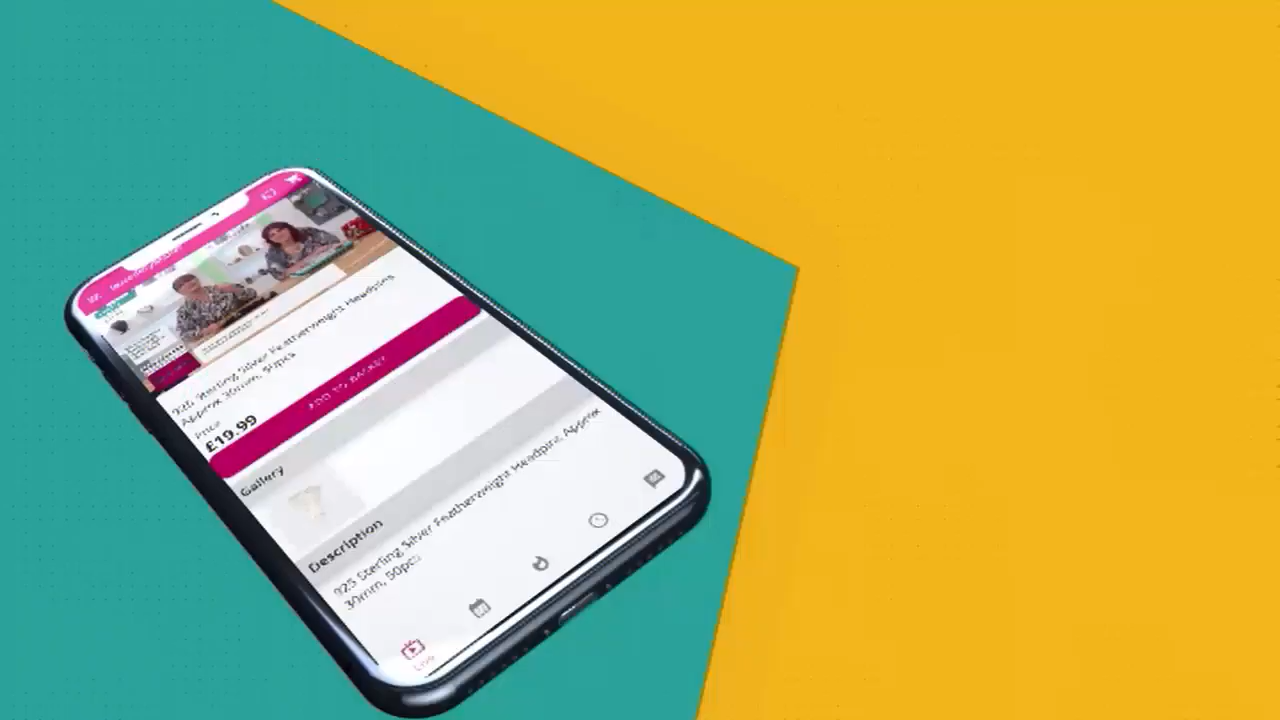 925 Sterling Silver Featherweight Headpins
Approx 30mm, 50pcs
Price
£19.99
ADD TO BASKET
Gallery
Description
925 Sterling Silver Featherweight Headpins Approx
30mm, 50pcs
Live